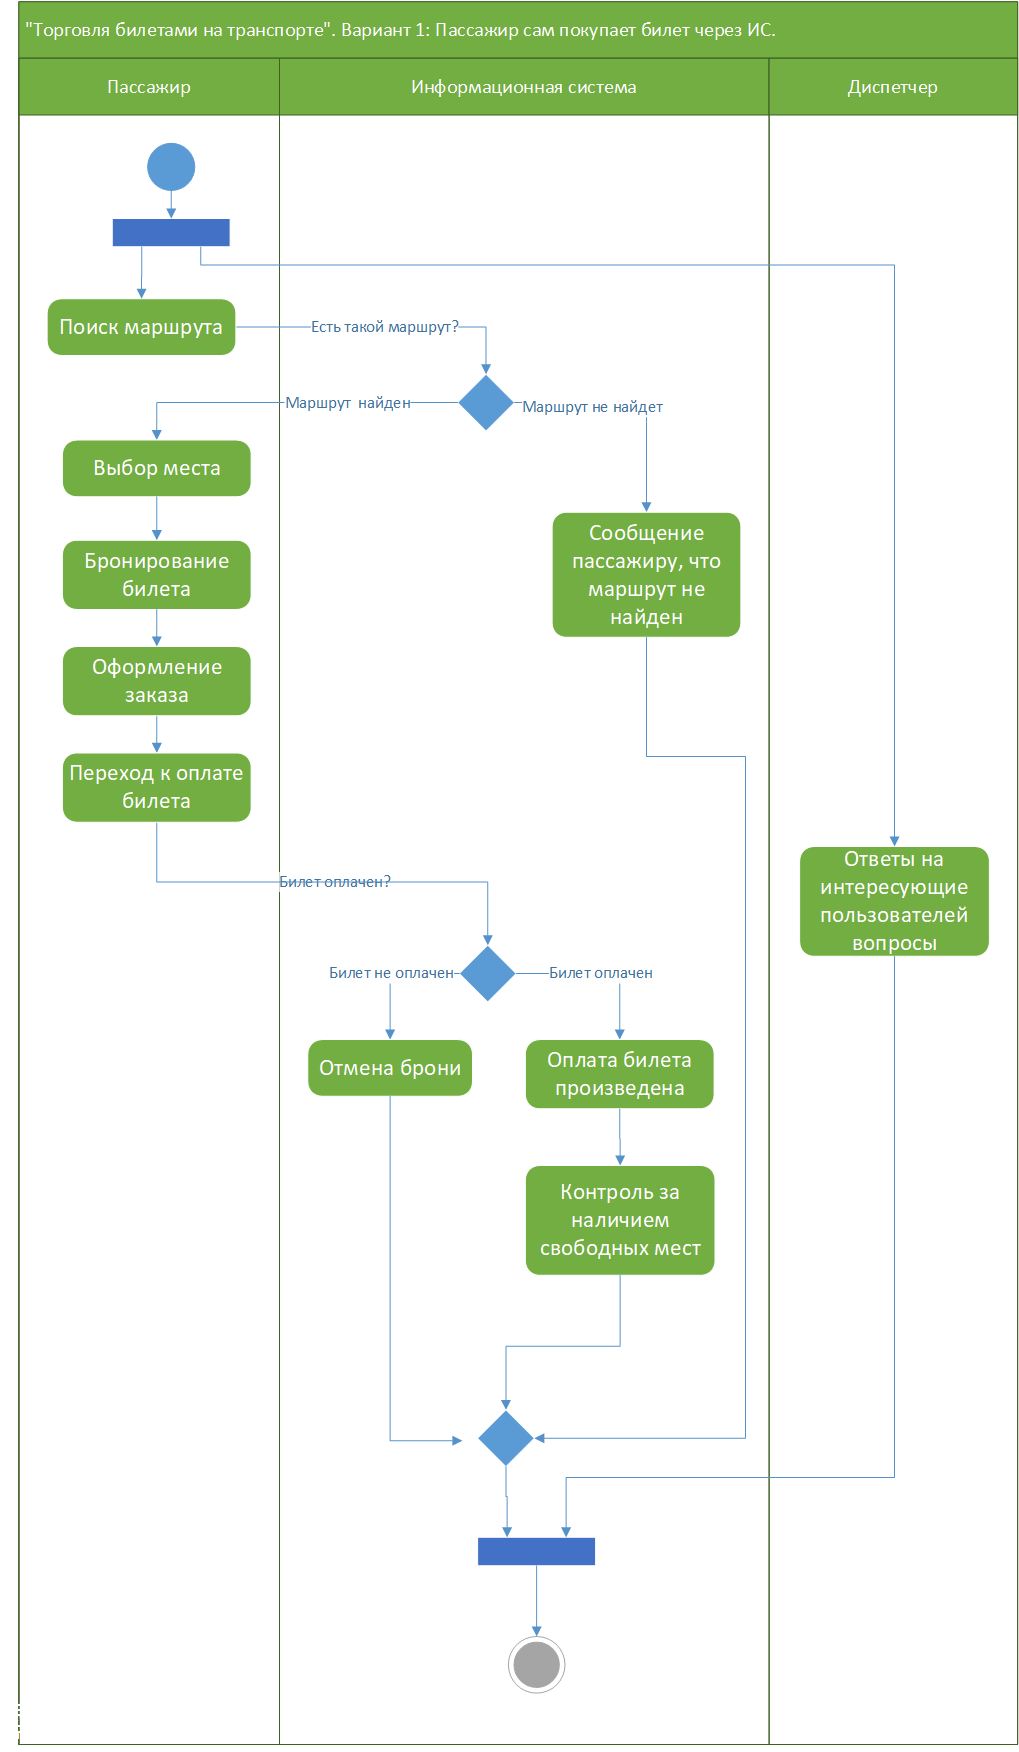 "Торговля билетами на транспорте". Вариант 1: Пассажир сам покупает билет через ИС.
Пассажир
Информационная система
Диспетчер
Поиск маршрута
Есть такой маршрут?
Маршрут найден
Маршрут не найдет
Выбор места
Сообщение
пассажиру, что
маршрут не
найден
Бронирование
билета
Оформление
заказа
Переход к оплате
билета
Ответы на
интересующие
пользователей
вопросы
Билет оплачен?
Билет не оплачен
Билет оплачен
Отмена брони
Оплата билета
произведена
Контроль за
наличием
свободных мест